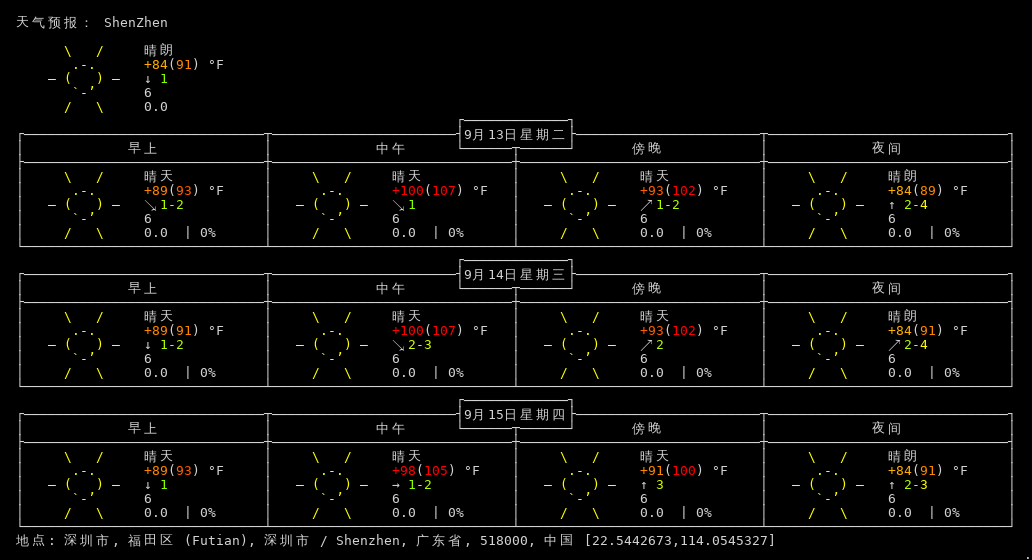 天气预报： ShenZhen
晴朗
+84(91) °F
↓ 1
6
0.0
9月13日星期二
早上 中午 傍晚 夜间
晴天 晴天 晴天 晴朗
+89(93) °F +100(107) °F +93(102) °F +84(89) °F
↘ 1-2 ↘ 1 ↗ 1-2 ↑ 2-4
6 6 6 6
0.0 | 0% 0.0 | 0% 0.0 | 0% 0.0 | 0%
9月14日星期三
早上 中午 傍晚 夜间
晴天 晴天 晴天 晴朗
+89(91) °F +100(107) °F +93(102) °F +84(91) °F
↓ 1-2 ↘ 2-3 ↗ 2 ↗ 2-4
6 6 6 6
0.0 | 0% 0.0 | 0% 0.0 | 0% 0.0 | 0%
9月15日星期四
早上 中午 傍晚 夜间
晴天 晴天 晴天 晴朗
+89(93) °F +98(105) °F +91(100) °F +84(91) °F
↓ 1 → 1-2 ↑ 3 ↑ 2-3
6 6 6 6
0.0 | 0% 0.0 | 0% 0.0 | 0% 0.0 | 0%
地点: 深圳市, 福田区 (Futian), 深圳市 / Shenzhen, 广东省, 518000, 中国 [22.5442673,114.0545327]